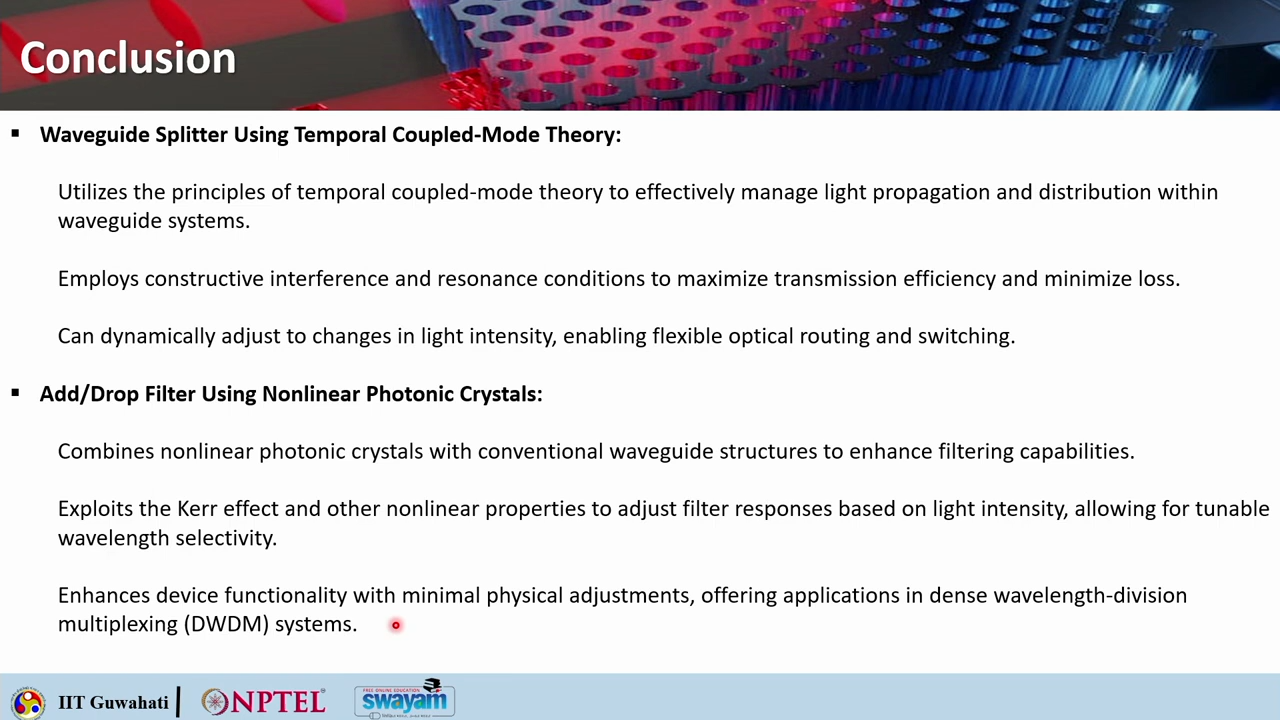 Conclusion
▪ Waveguide Splitter Using Temporal Coupled-Mode Theory:
Utilizes the principles of temporal coupled-mode theory to effectively manage light propagation and distribution within
waveguide systems.
Employs constructive interference and resonance conditions to maximize transmission efficiency and minimize loss.
Can dynamically adjust to changes in light intensity, enabling flexible optical routing and switching.
▪ Add/Drop Filter Using Nonlinear Photonic Crystals:
Combines nonlinear photonic crystals with conventional waveguide structures to enhance filtering capabilities.
Exploits the Kerr effect and other nonlinear properties to adjust filter responses based on light intensity, allowing for tunable
wavelength selectivity.
Enhances device functionality with minimal physical adjustments, offering applications in dense wavelength-division
multiplexing (DWDM) systems.
IIT Guwahati NPTEL FREE ONLINE EDUCATION swayam